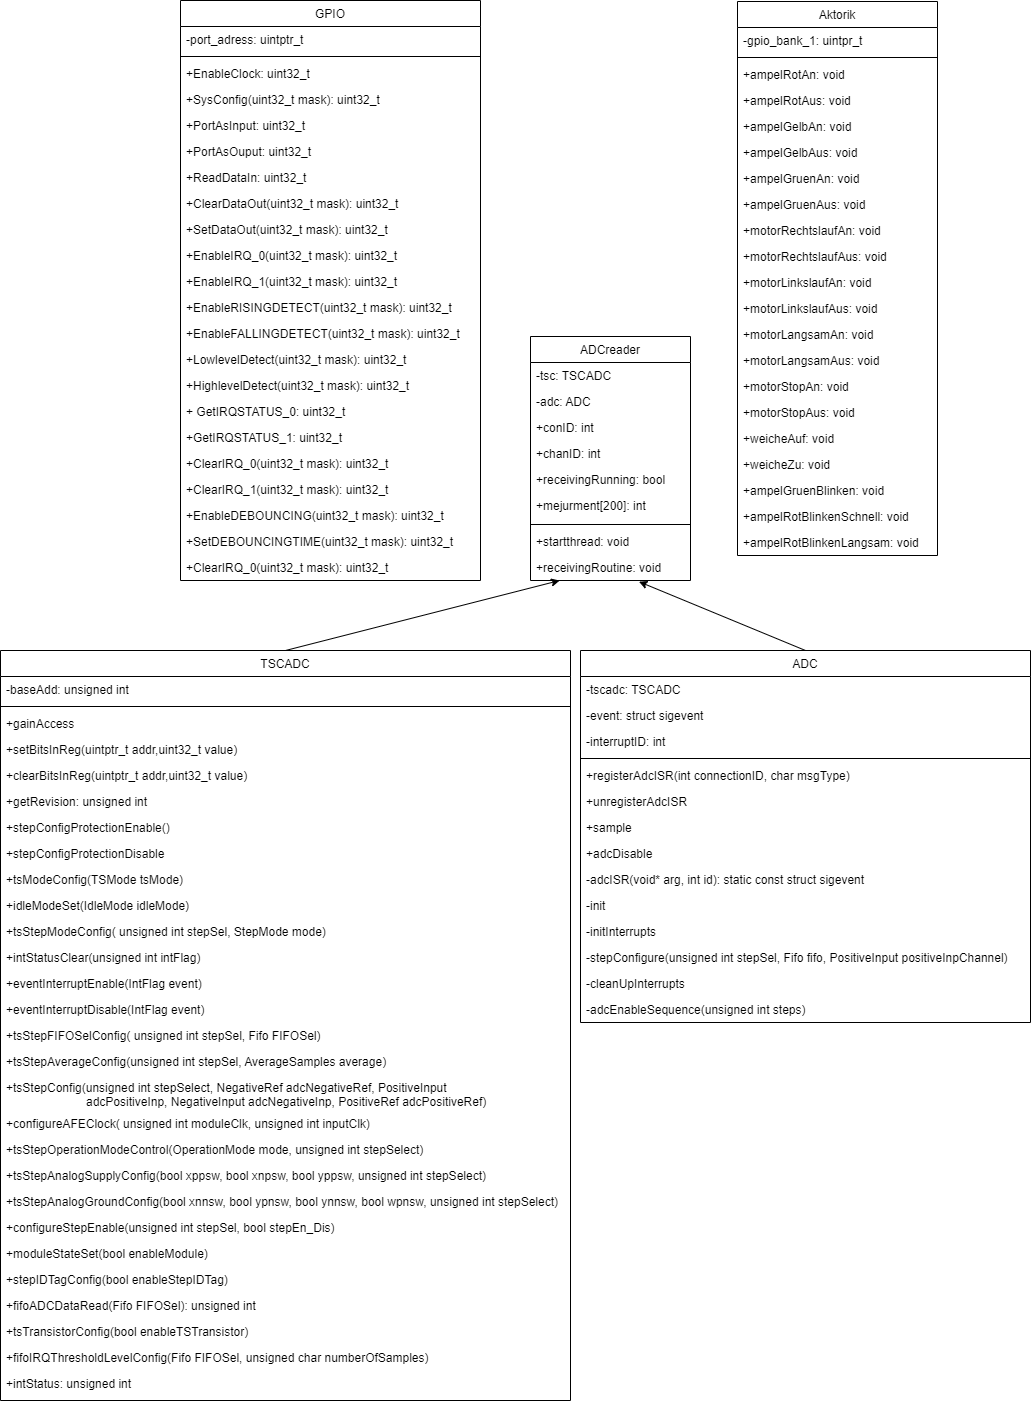 GPIO
-port_adress: uintptr_t
+EnableClock: uint32_t
+SysConfig(uint32_t mask): uint32_t
+PortAsInput: uint32_t
+PortAsOuput: uint32_t
+ReadDataIn: uint32_t
+ClearDataOut(uint32_t mask): uint32_t
+SetDataOut(uint32_t mask): uint32_t
+EnableIRQ_0(uint32_t mask): uint32_t
+EnableIRQ_1(uint32_t mask): uint32_t
+EnableRISINGDETECT(uint32_t mask): uint32_t
+EnableFALLINGDETECT(uint32_t mask): uint32_t
+LowlevelDetect(uint32_t mask): uint32_t
+HighlevelDetect(uint32_t mask): uint32_t
+ GetIRQSTATUS_0: uint32_t
+GetIRQSTATUS_1: uint32_t
+ClearIRQ_0(uint32_t mask): uint32_t
+ClearIRQ_1(uint32_t mask): uint32_t
+EnableDEBOUNCING(uint32_t mask): uint32_t
+SetDEBOUNCINGTIME(uint32_t mask): uint32_t
+ClearIRQ_0(uint32_t mask): uint32_t
ADCreader
-tsc: TSCADC
-adc: ADC
+conID: int
+chanID: int
+receivingRunning: bool
+mejurment[200]: int
+startthread: void
+receivingRoutine: void
Aktorik
-gpio_bank_1: uintpr_t
+ampelRotAn: void
+ampelRotAus: void
+ampelGelbAn: void
+ampelGelbAus: void
+ampelGruenAn: void
+ampelGruenAus: void
+motorRechtslaufAn: void
+motorRechtslaufAus: void
+motorLinkslaufAn: void
+motorLinkslaufAus: void
+motorLangsamAn: void
+motorLangsamAus: void
+motorStopAn: void
+motorStopAus: void
+weicheAuf: void
+weicheZu: void
+ampelGruenBlinken: void
+ampelRotBlinkenSchnell: void
+ampelRotBlinkenLangsam: void
TSCADC
-baseAdd: unsigned int
+gainAccess
+setBitsInReg(uintptr_t addr,uint32_t value)
+clearBitsInReg(uintptr_t addr,uint32_t value)
+getRevision: unsigned int
+stepConfigProtectionEnable()
+stepConfigProtectionDisable
+tsModeConfig(TSMode tsMode)
+idleModeSet(IdleMode idleMode)
+tsStepModeConfig( unsigned int stepSel, StepMode mode)
+intStatusClear(unsigned int intFlag)
+eventInterruptEnable(IntFlag event)
+eventInterruptDisable(IntFlag event)
+tsStepFIFOSelConfig( unsigned int stepSel, Fifo FIFOSel)
+tsStepAverageConfig(unsigned int stepSel, AverageSamples average)
+tsStepConfig(unsigned int stepSelect, NegativeRef adcNegativeRef, PositiveInput
adcPositiveInp, NegativeInput adcNegativeInp, PositiveRef adcPositiveRef)
+configureAFEClock( unsigned int moduleClk, unsigned int inputClk)
+tsStepOperationModeControl(OperationMode mode, unsigned int stepSelect)
+tsStepAnalogSupplyConfig(bool xppsw, bool xnpsw, bool yppsw, unsigned int stepSelect)
+tsStepAnalogGroundConfig(bool xnnsw, bool ypnsw, bool ynnsw, bool wpnsw, unsigned int stepSelect)
+configureStepEnable(unsigned int stepSel, bool stepEn_Dis)
+moduleStateSet(bool enableModule)
+stepIDTagConfig(bool enableStepIDTag)
+fifoADCDataRead(Fifo FIFOSel): unsigned int
+tsTransistorConfig(bool enableTSTransistor)
+fifoIRQThresholdLevelConfig(Fifo FIFOSel, unsigned char numberOfSamples)
+intStatus: unsigned int
ADC
-tscadc: TSCADC
-event: struct sigevent
-interruptID: int
+registerAdcISR(int connectionID, char msgType)
+unregisterAdcISR
+sample
+adcDisable
-adcISR(void* arg, int id): static const struct sigevent
-init
-initInterrupts
-stepConfigure(unsigned int stepSel, Fifo fifo, PositiveInput positiveInpChannel)
-cleanUpInterrupts
-adcEnableSequence(unsigned int steps)